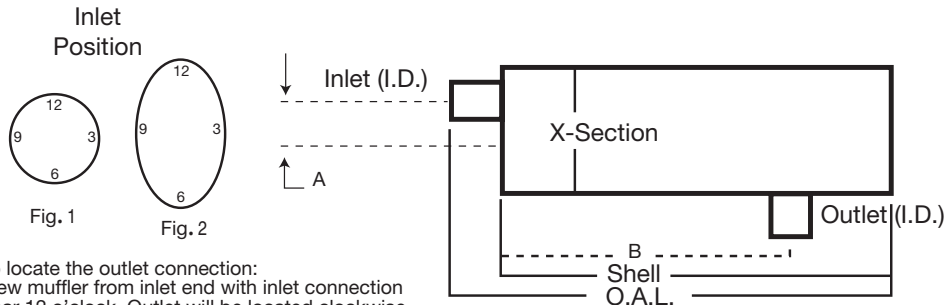 Inlet
Position
12
9
3
6
Fig. 1
12
9
3
6
Fig. 2
Inlet (I.D.)
A
X-Section
Outlet (I.D.)
B
Shell
O.A.L.
locate the outlet connection:
muffler from inlet end with inlet connection
12 o'clock. Outlet will be located clockwise